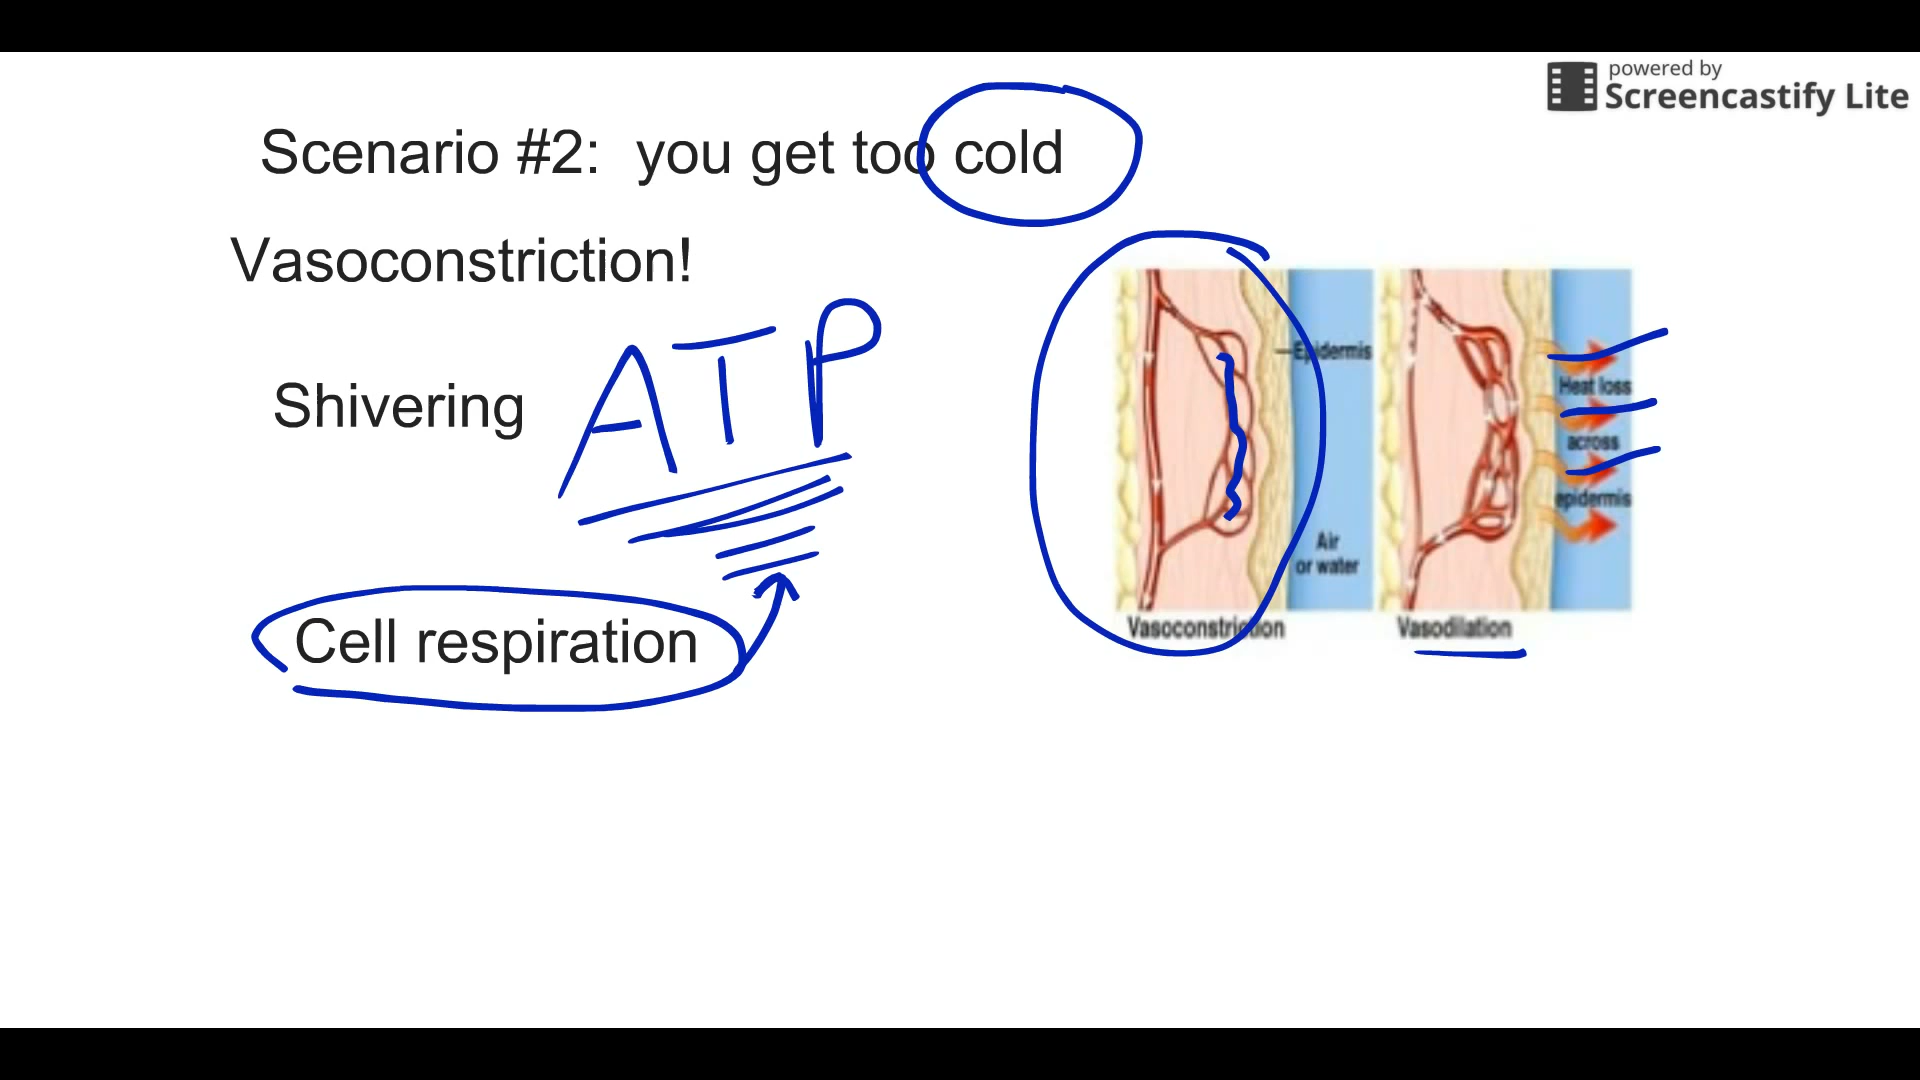 powered by
Screencastify Lite
Scenario #2: you get too cold
Vasoconstriction!
ATP
Shivering
Cell respiration
Epidermis
Air
or water
Vasoconstriction
Heat loss
across
epidermis
Vasodilation